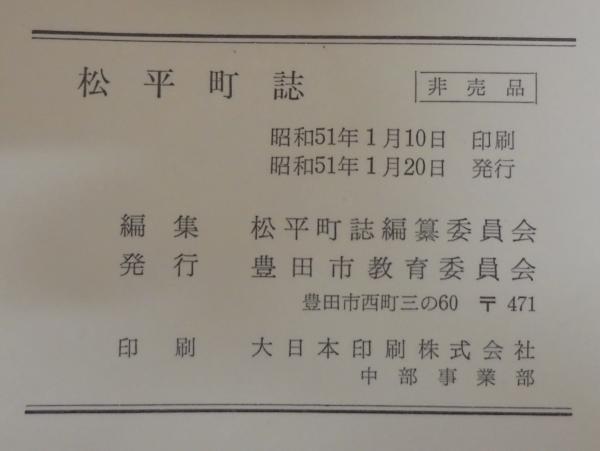 松平町誌 非売品
昭和51年1月10日 印刷
昭和51年1月20日 発行
編集 松平町誌編纂委員会
発行 豊田市教育委員会
豊田市西町三の60 〒471
印刷 大日本印刷株式会社
中部事業部